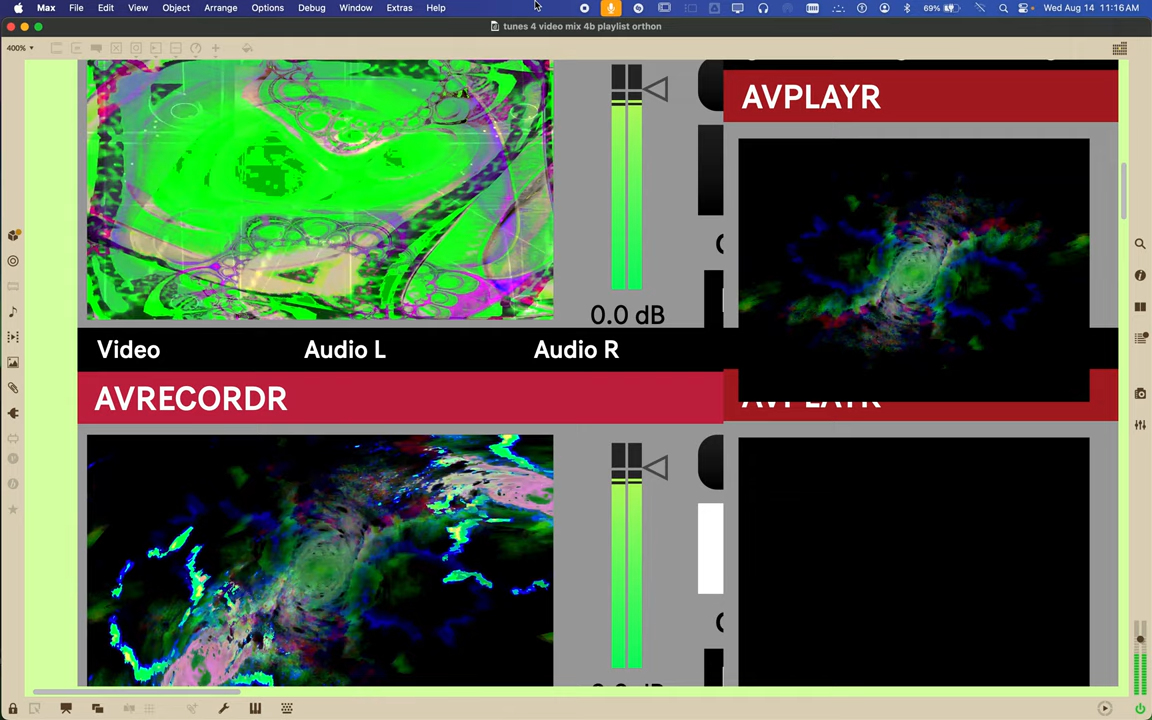 Max File Edit View Object Arrange Options Debug Window Extras Help 69% Wed Aug 14 11:16 AM
tunes 4 video mix 4b playlist orthon
400%
AVPLAYR
0.0 dB
Video Audio L Audio R
AVRECORDR